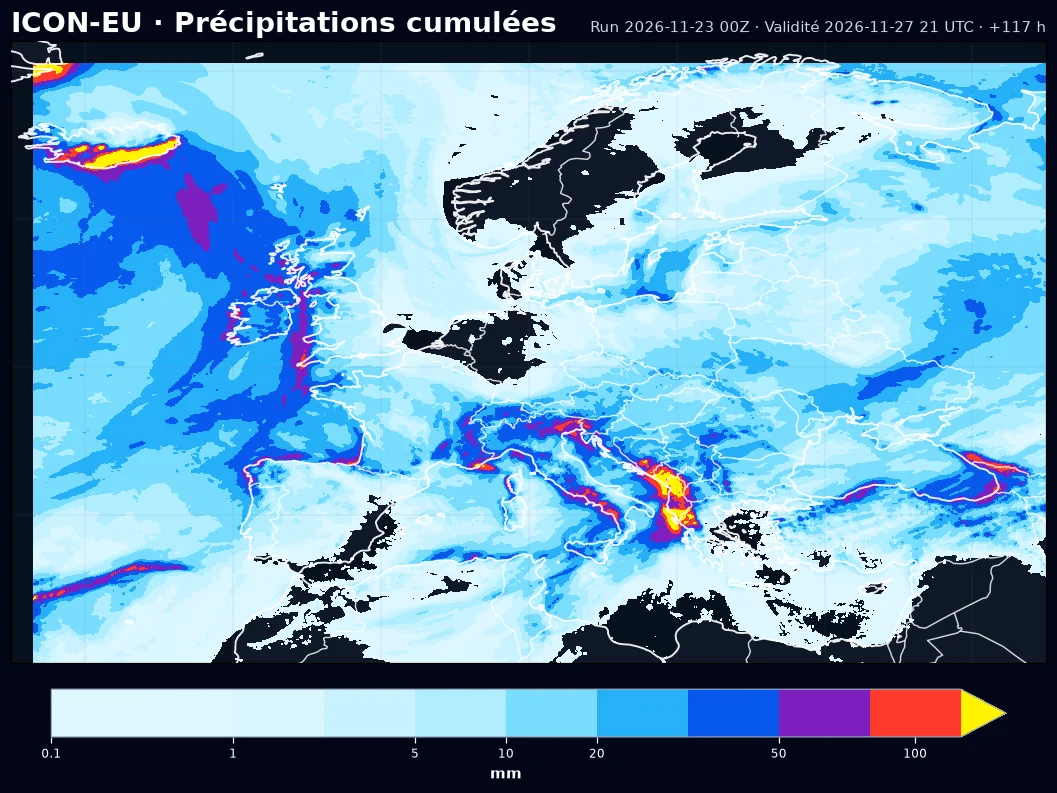 ICON-EU · Précipitations cumulées
Run 2026-11-23 00Z · Validité 2026-11-27 21 UTC · +117 h
0.1 1 5 10 20 50 100
mm